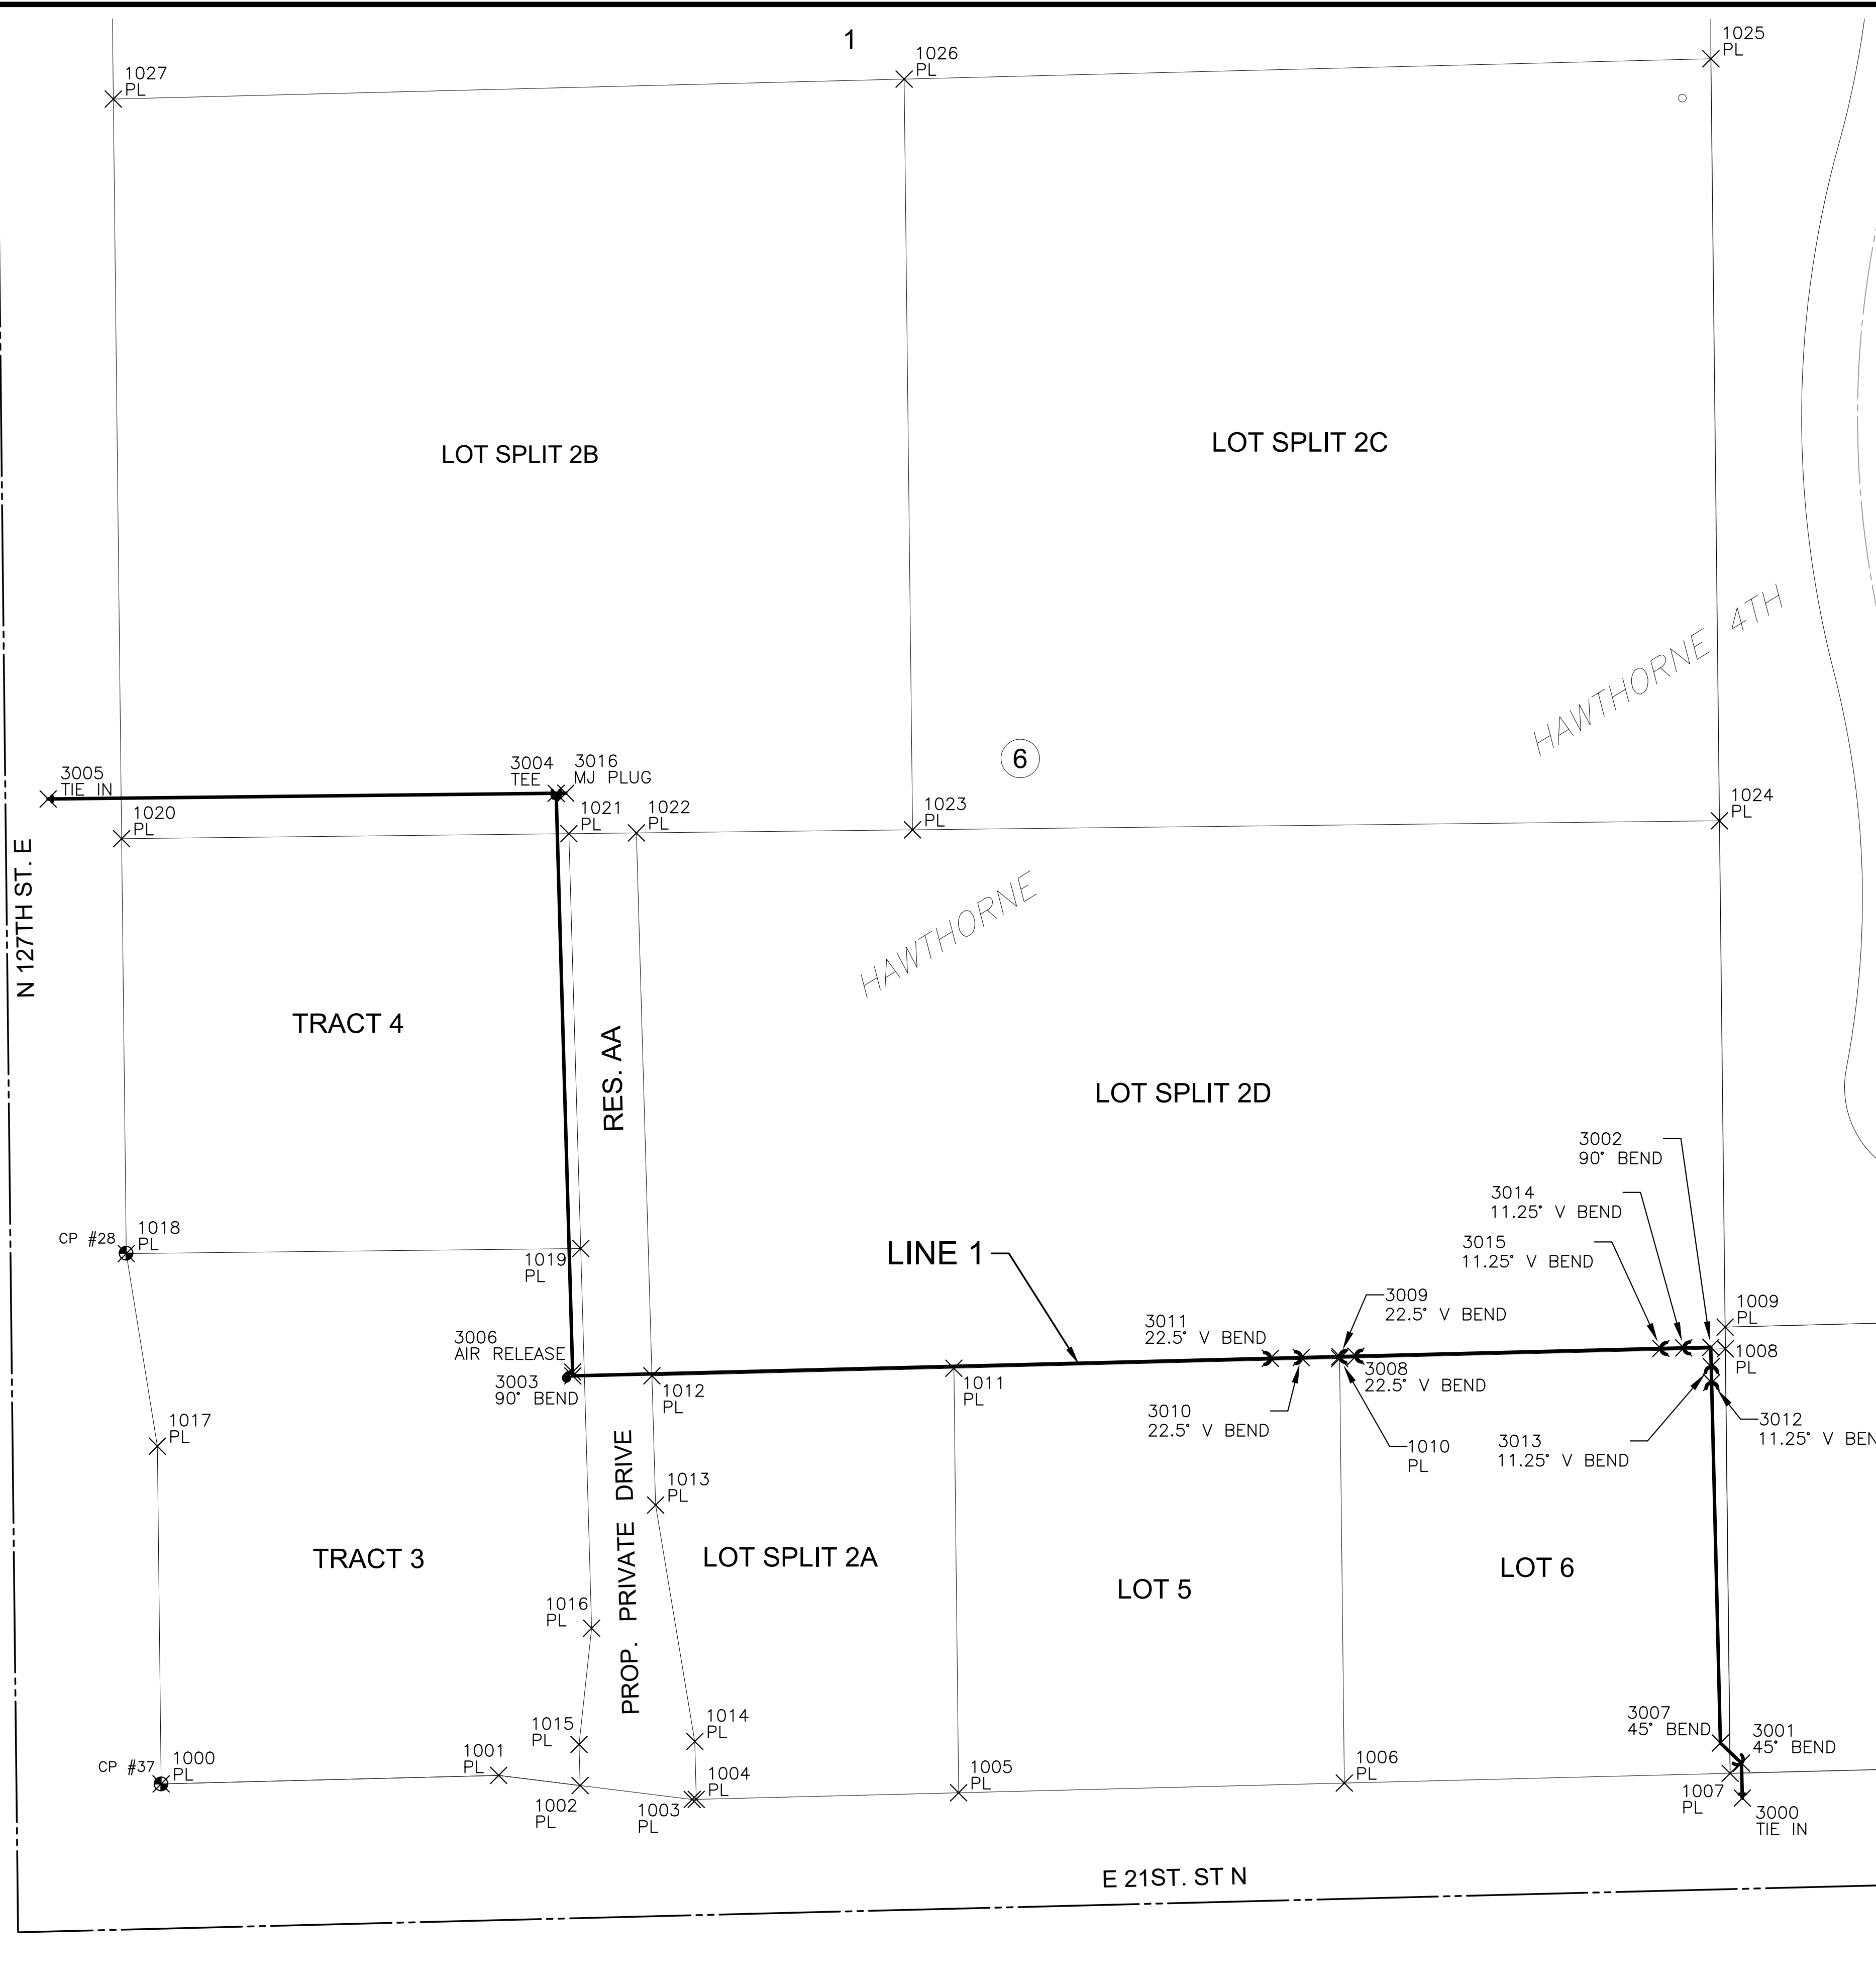 1
1025
PL
1026
PL
1027
PL
LOT SPLIT 2B
LOT SPLIT 2C
HAWTHORNE 4TH
3005
TIE IN
3004
TEE
3016
MJ PLUG
6
1020
PL
1021
PL
1022
PL
1023
PL
1024
PL
N 127TH ST. E
HAWTHORNE
TRACT 4
RES. AA
LOT SPLIT 2D
3002
90° BEND
3014
11.25° V BEND
3015
11.25° V BEND
CP #28
1018
PL
1019
PL
LINE 1
3009
22.5° V BEND
3011
22.5° V BEND
1009
PL
3006
AIR RELEASE
3003
90° BEND
1012
PL
1011
PL
3008
22.5° V BEND
1008
PL
3010
22.5° V BEND
1010
PL
3013
11.25° V BEND
3012
11.25° V BEN
1017
PL
1013
PL
PROP. PRIVATE DRIVE
TRACT 3
LOT SPLIT 2A
LOT 5
LOT 6
1016
PL
1015
PL
1014
PL
3007
45° BEND
3001
45° BEND
CP #37
1000
PL
1001
PL
1002
PL
1003
PL
1004
PL
1005
PL
1006
PL
1007
PL
3000
TIE IN
E 21ST. ST N